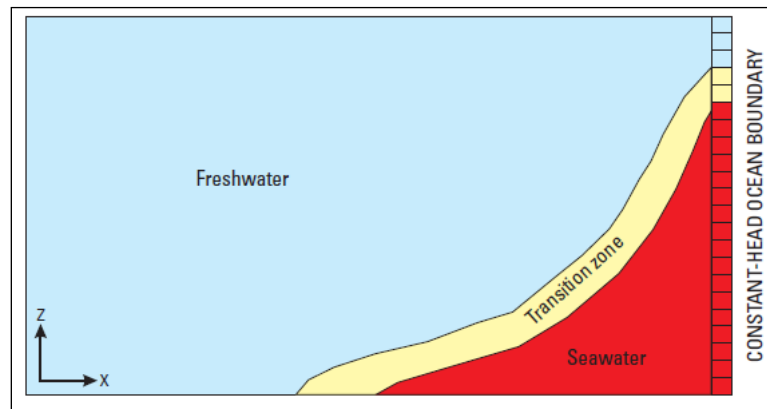 Freshwater
Transition zone
Seawater
Z
X
CONSTANT-HEAD OCEAN BOUNDARY